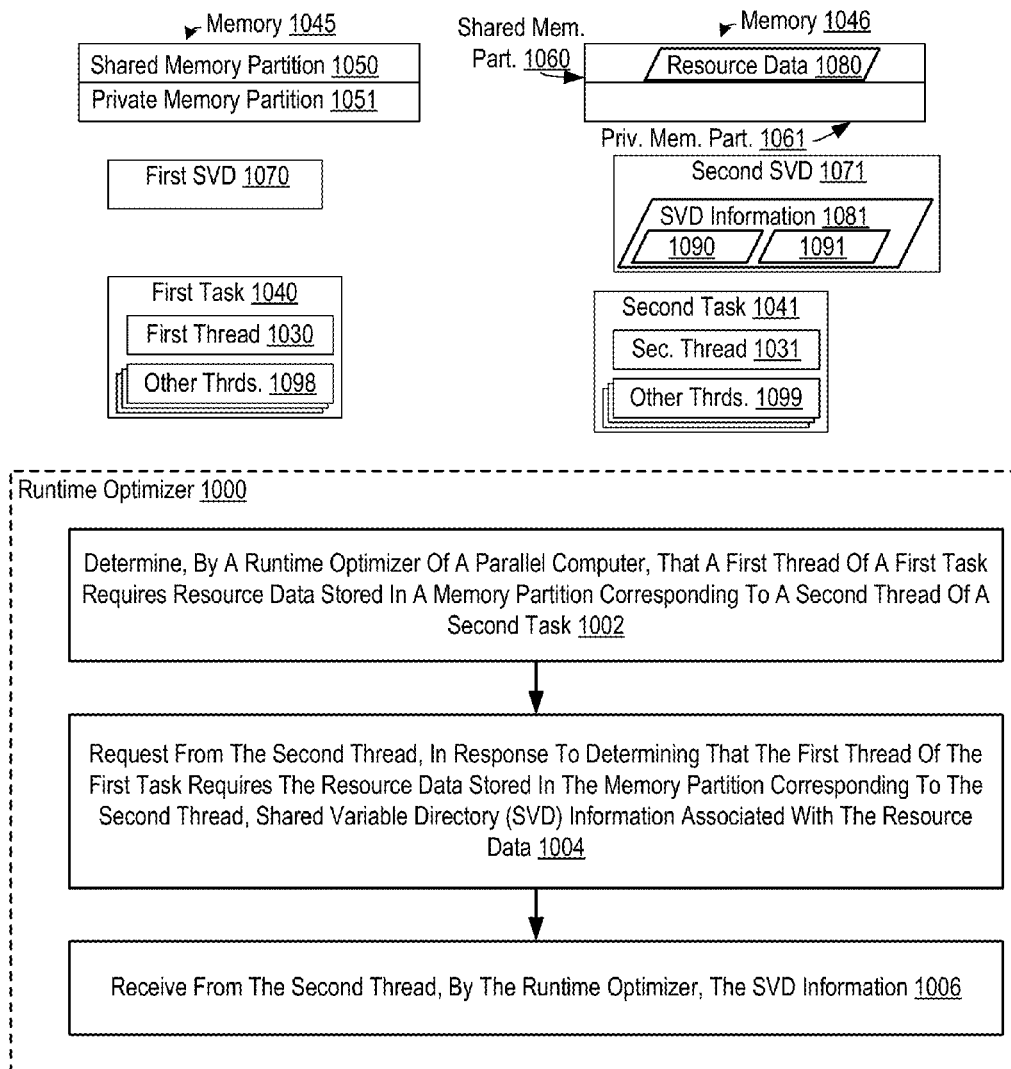 Memory 1045
Shared Memory Partition 1050
Private Memory Partition 1051
First SVD 1070
First Task 1040
First Thread 1030
Other Thrds. 1098
Shared Mem.
Part. 1060
Memory 1046
Resource Data 1080
Priv. Mem. Part. 1061
Second SVD 1071
SVD Information 1081
1090 1091
Second Task 1041
Sec. Thread 1031
Other Thrds. 1099
Runtime Optimizer 1000
Determine, By A Runtime Optimizer Of A Parallel Computer, That A First Thread Of A First Task
Requires Resource Data Stored In A Memory Partition Corresponding To A Second Thread Of A
Second Task 1002
Request From The Second Thread, In Response To Determining That The First Thread Of The
First Task Requires The Resource Data Stored In The Memory Partition Corresponding To The
Second Thread, Shared Variable Directory (SVD) Information Associated With The Resource
Data 1004
Receive From The Second Thread, By The Runtime Optimizer, The SVD Information 1006